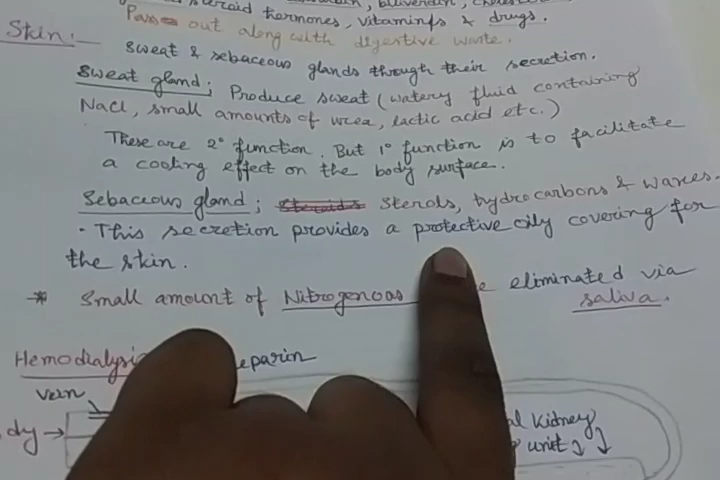 steroid hormones, vitamins & drugs.
Pass out along with digestive waste.
Skin:-
Sweat & sebaceous glands through their secretion.
Sweat gland; Produce sweat (watery fluid containing
NaCl, small amounts of urea, lactic acid etc.)
These are 2° function. But 1° function is to facilitate
a cooling effect on the body surface.
Sebaceous gland; Sterols, hydrocarbons & waxes.
· This secretion provides a protective oily covering for
the skin.
* Small amount of Nitrogenous eliminated via
saliva.
Hemodialysi eparin
vein
dy → al kidney
unit